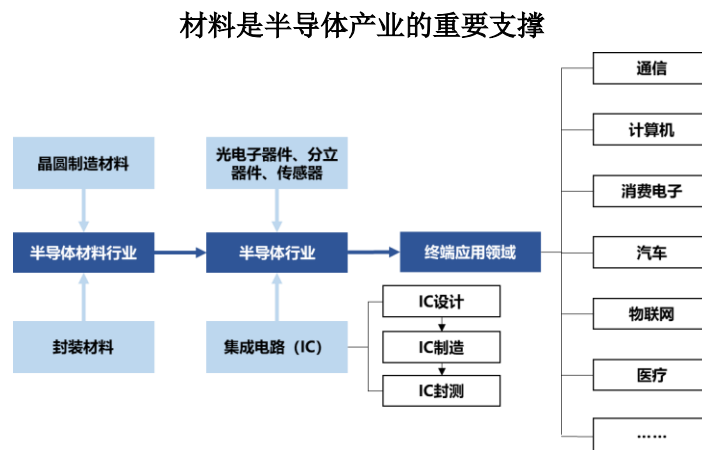 材料是半导体产业的重要支撑
晶圆制造材料
半导体材料行业
封装材料
光电子器件、分立
器件、传感器
半导体行业
集成电路（IC）
IC设计
IC制造
IC封测
终端应用领域
通信
计算机
消费电子
汽车
物联网
医疗
……